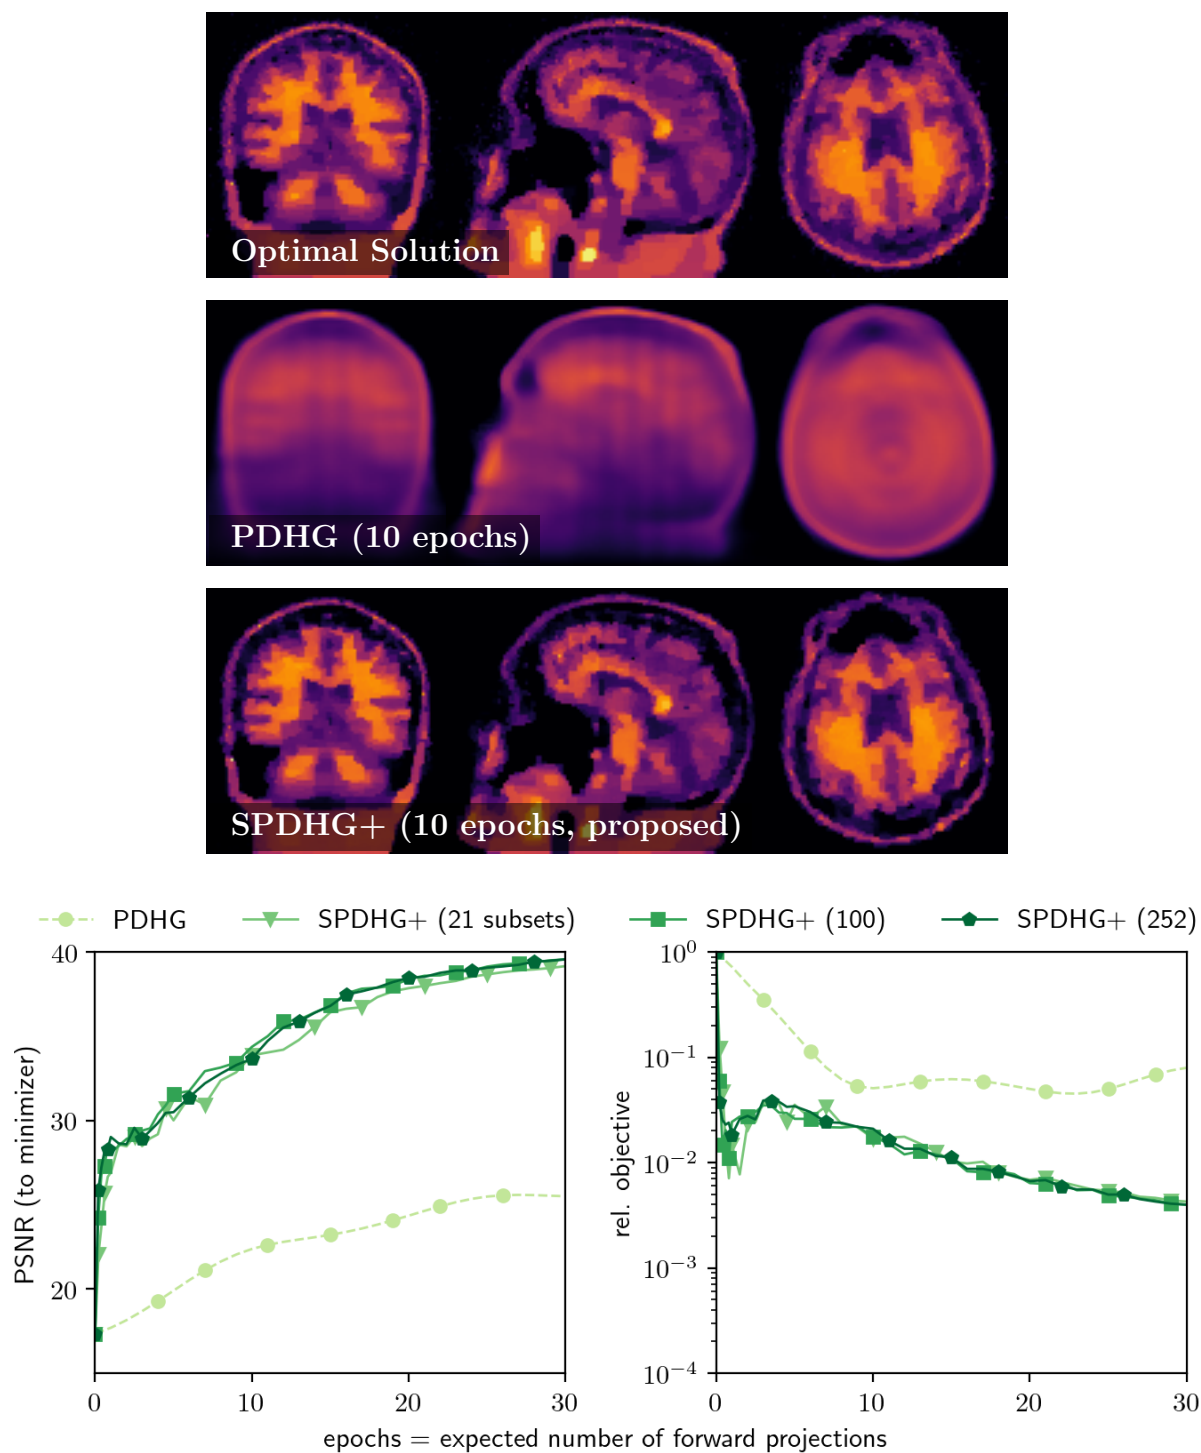 Optimal Solution
PDHG (10 epochs)
SPDHG+ (10 epochs, proposed)
PDHG SPDHG+ (21 subsets) SPDHG+ (100) SPDHG+ (252)
PSNR (to minimizer)
40
30
20
0 10 20 30
rel. objective
10⁰
10⁻¹
10⁻²
10⁻³
10⁻⁴
0 10 20 30
epochs = expected number of forward projections